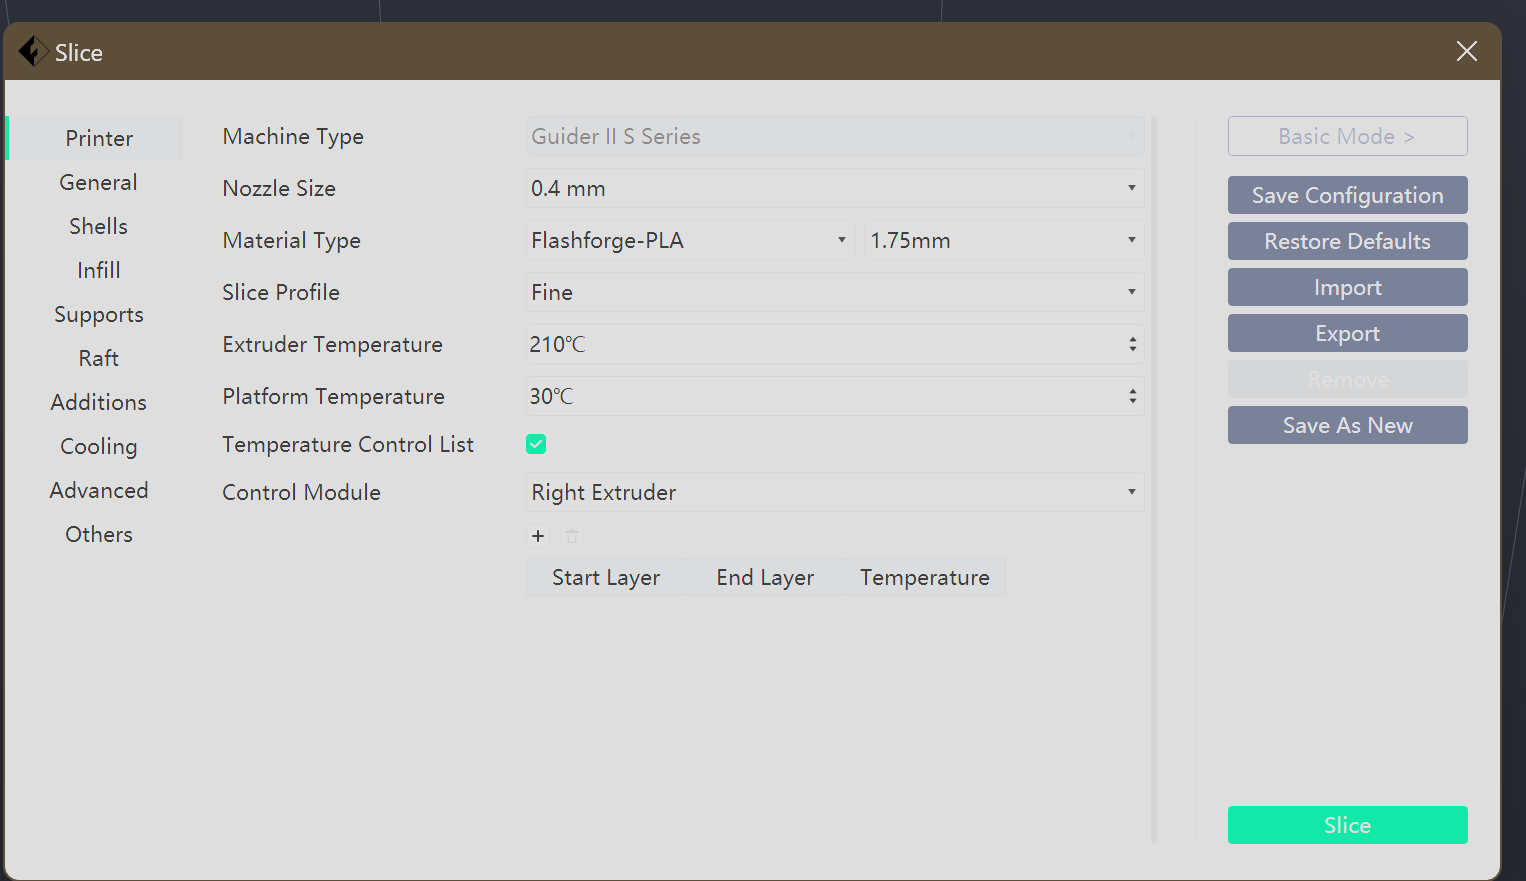 Slice
Printer
General
Shells
Infill
Supports
Raft
Additions
Cooling
Advanced
Others
Machine Type Guider II S Series
Nozzle Size 0.4 mm
Material Type Flashforge-PLA 1.75mm
Slice Profile Fine
Extruder Temperature 210℃
Platform Temperature 30℃
Temperature Control List
Control Module Right Extruder
+
Start Layer End Layer Temperature
Basic Mode >
Save Configuration
Restore Defaults
Import
Export
Remove
Save As New
Slice